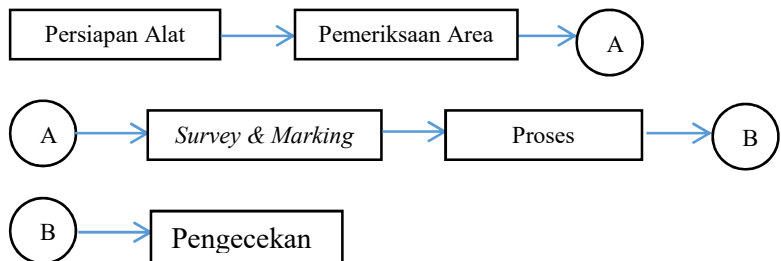 Persiapan Alat
Pemeriksaan Area
A
A
Survey & Marking
Proses
B
B
Pengecekan